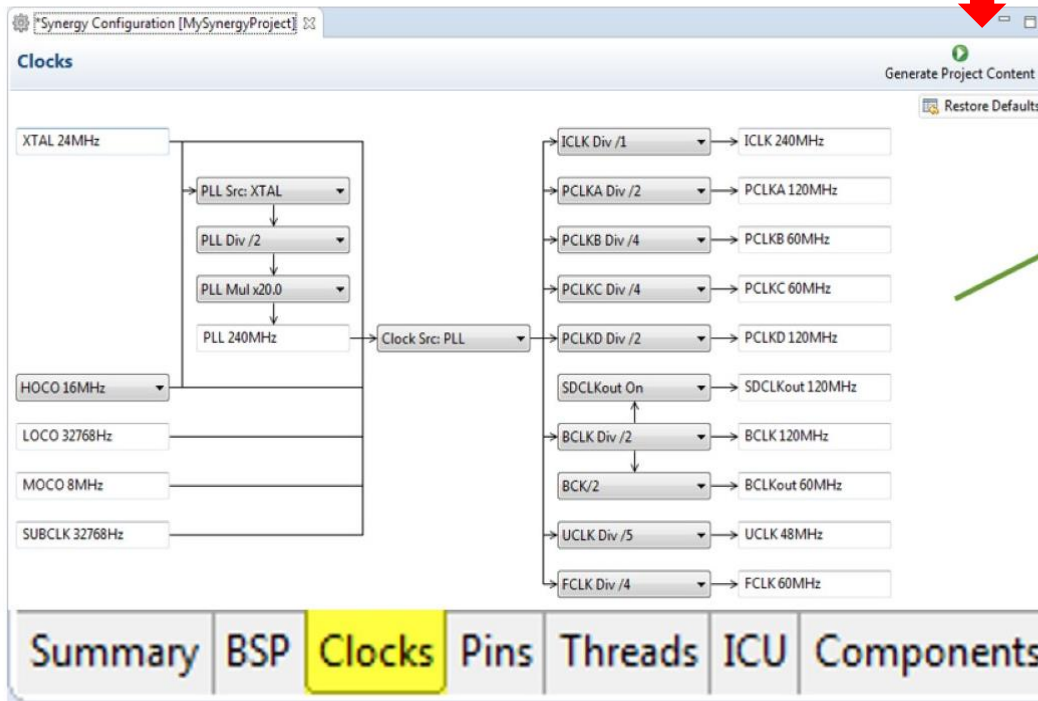 *Synergy Configuration [MySynergyProject]
Clocks
Generate Project Content
Restore Defaults
XTAL 24MHz
ICLK Div /1
ICLK 240MHz
PLL Src: XTAL
PCLKA Div /2
PCLKA 120MHz
PLL Div /2
PCLKB Div /4
PCLKB 60MHz
PLL Mul x20.0
PCLKC Div /4
PCLKC 60MHz
PLL 240MHz
Clock Src: PLL
PCLKD Div /2
PCLKD 120MHz
HOCO 16MHz
SDCLKout On
SDCLKout 120MHz
LOCO 32768Hz
BCLK Div /2
BCLK 120MHz
MOCO 8MHz
BCK/2
BCLKout 60MHz
SUBCLK 32768Hz
UCLK Div /5
UCLK 48MHz
FCLK Div /4
FCLK 60MHz
Summary
BSP
Clocks
Pins
Threads
ICU
Components